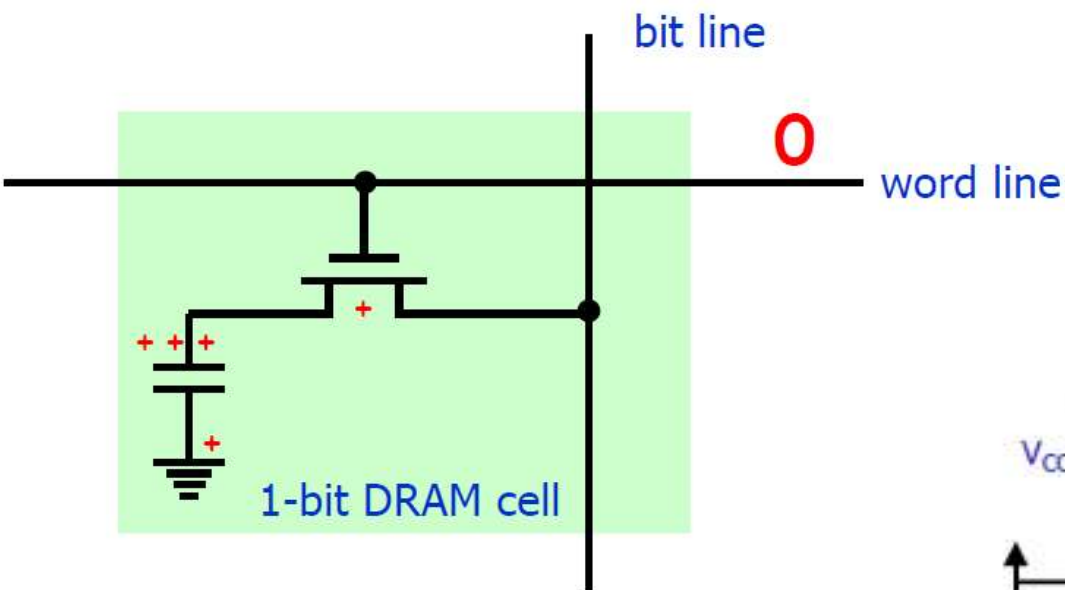 bit line
0
word line
+
+ + +
+
1-bit DRAM cell